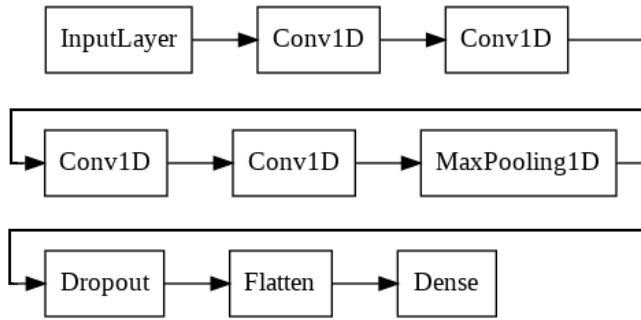 InputLayer Conv1D Conv1D
Conv1D Conv1D MaxPooling1D
Dropout Flatten Dense